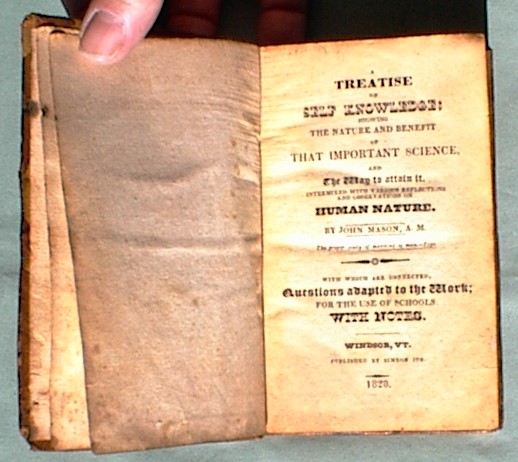 A
TREATISE
ON
SELF KNOWLEDGE:
SHOWING
THE NATURE AND BENEFIT
OF
THAT IMPORTANT SCIENCE,
AND
The Way to attain it.
INTERMIXED WITH VARIOUS REFLECTIONS
AND OBSERVATIONS ON
HUMAN NATURE.
BY JOHN MASON, A. M.
WITH WHICH ARE CONNECTED,
Questions adapted to the Work;
FOR THE USE OF SCHOOLS
WITH NOTES.
WINDSOR, VT.
PUBLISHED BY SIMEON IDE.
1820.